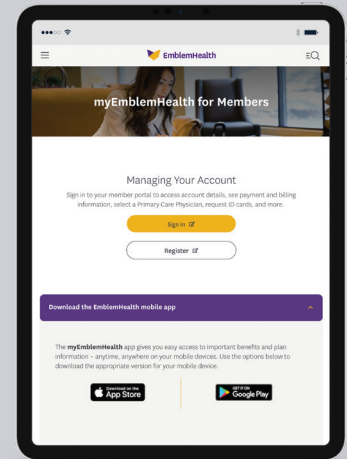 EmblemHealth
myEmblemHealth for Members
Managing Your Account
Sign in to your member portal to access account details, see payment and billing
information, select a Primary Care Physician, request ID cards, and more.
Sign In
Register
Download the EmblemHealth mobile app
The myEmblemHealth app gives you easy access to important benefits and plan
information – anytime, anywhere on your mobile devices. Use the options below to
download the appropriate version for your mobile device.
Download on the
App Store
GET IT ON
Google Play